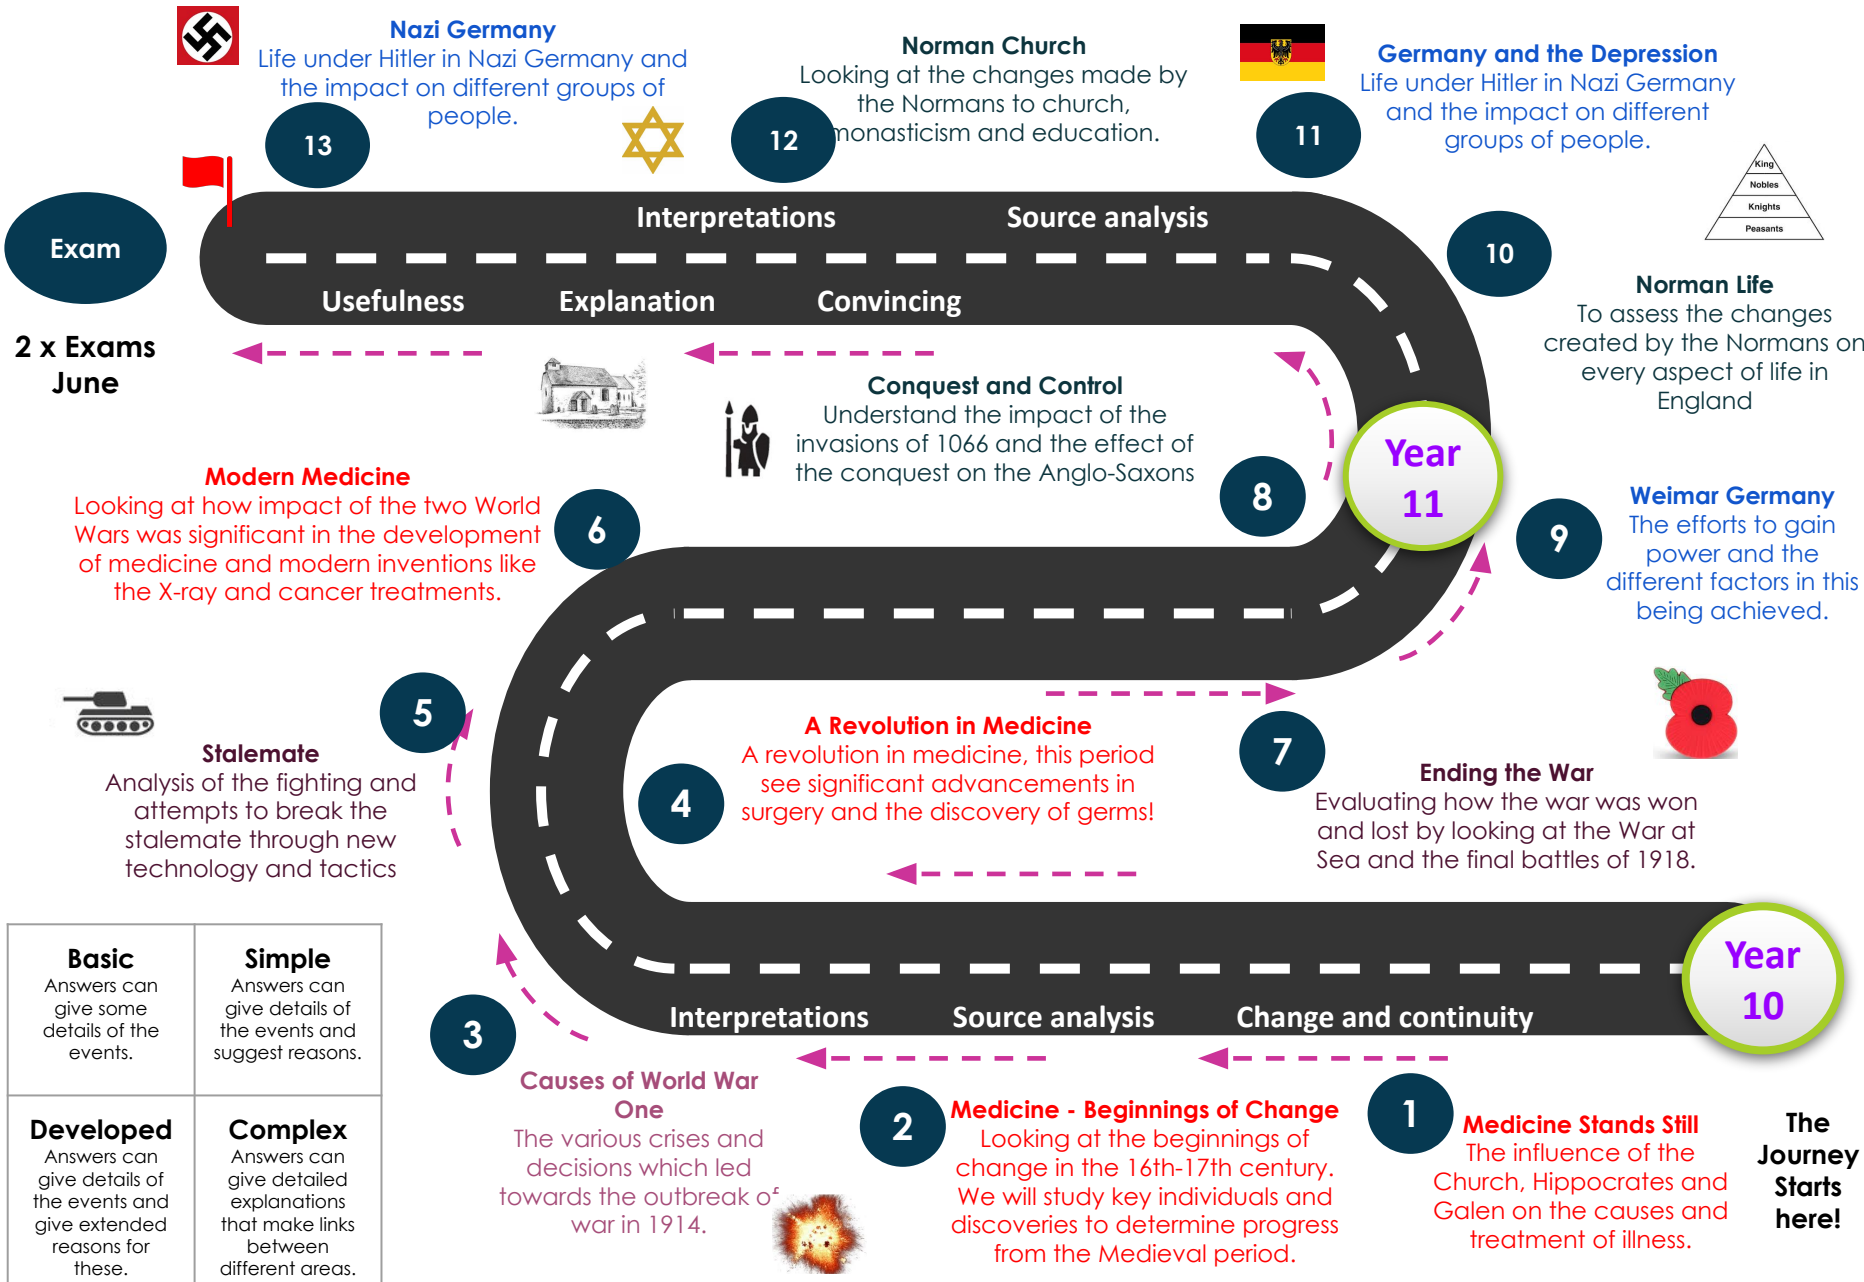 Nazi Germany
Life under Hitler in Nazi Germany and
the impact on different groups of
people.
13
Norman Church
Looking at the changes made by
the Normans to church,
monasticism and education.
12
Germany and the Depression
Life under Hitler in Nazi Germany
and the impact on different
groups of people.
11
King
Nobles
Knights
Peasants
10
Norman Life
To assess the changes
created by the Normans on
every aspect of life in
England
Exam
2 x Exams
June
Interpretations
Source analysis
Usefulness
Explanation
Convincing
Conquest and Control
Understand the impact of the
invasions of 1066 and the effect of
the conquest on the Anglo-Saxons
8
Year
11
9
Weimar Germany
The efforts to gain
power and the
different factors in this
being achieved.
Modern Medicine
Looking at how impact of the two World
Wars was significant in the development
of medicine and modern inventions like
the X-ray and cancer treatments.
6
5
Stalemate
Analysis of the fighting and
attempts to break the
stalemate through new
technology and tactics
4
A Revolution in Medicine
A revolution in medicine, this period
see significant advancements in
surgery and the discovery of germs!
7
Ending the War
Evaluating how the war was won
and lost by looking at the War at
Sea and the final battles of 1918.
Basic
Answers can
give some
details of the
events.
Simple
Answers can
give details of
the events and
suggest reasons.
Developed
Answers can
give details of
the events and
give extended
reasons for
these.
Complex
Answers can
give detailed
explanations
that make links
between
different areas.
Year
10
Interpretations
Source analysis
Change and continuity
3
Causes of World War
One
The various crises and
decisions which led
towards the outbreak of
war in 1914.
2
Medicine - Beginnings of Change
Looking at the beginnings of
change in the 16th-17th century.
We will study key individuals and
discoveries to determine progress
from the Medieval period.
1
Medicine Stands Still
The influence of the
Church, Hippocrates and
Galen on the causes and
treatment of illness.
The
Journey
Starts
here!